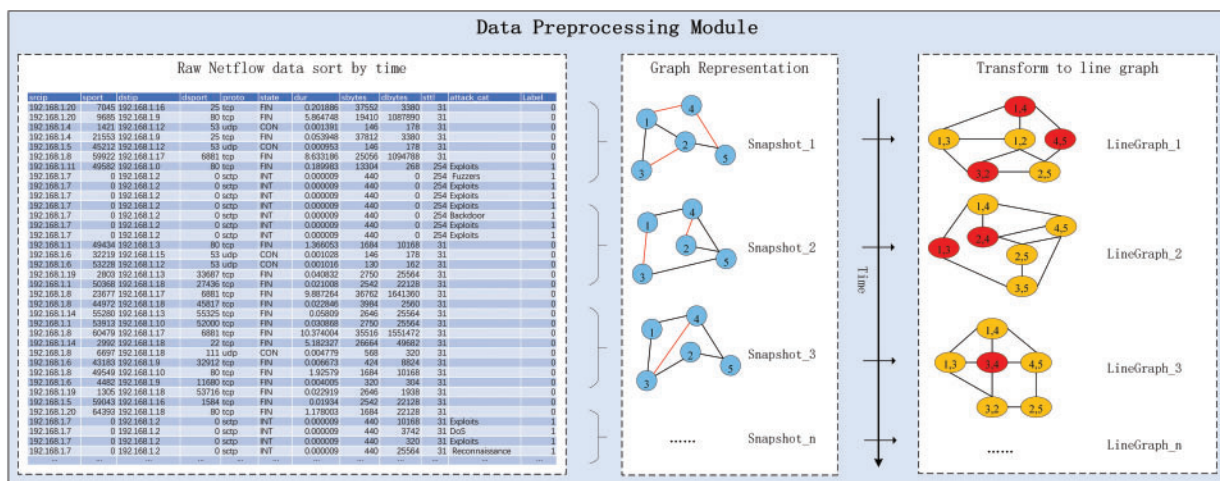 Data Preprocessing Module
Raw Netflow data sort by time
srcip sport dstip dsport proto state dur sbytes dbytes sttl attack_cat Label
192.168.1.20 7045 192.168.1.16 25 tcp FIN 0.201886 37552 3380 31 0
192.168.1.20 9685 192.168.1.9 80 tcp FIN 5.864748 19410 1087890 31 0
192.168.1.4 1421 192.168.1.12 53 udp CON 0.001391 146 178 31 0
192.168.1.4 21553 192.168.1.9 25 tcp FIN 0.053948 37812 3380 31 0
192.168.1.5 45212 192.168.1.12 53 udp CON 0.000953 146 178 31 0
192.168.1.8 59922 192.168.1.17 6881 tcp FIN 8.633186 25056 1094788 31 0
192.168.1.11 49582 192.168.1.0 80 tcp FIN 0.189983 13304 268 254 Exploits 1
192.168.1.7 0 192.168.1.2 0 sctp INT 0.000009 440 0 254 Fuzzers 1
192.168.1.7 0 192.168.1.2 0 sctp INT 0.000009 440 0 254 Exploits 1
192.168.1.7 0 192.168.1.2 0 sctp INT 0.000009 440 0 254 Exploits 1
192.168.1.7 0 192.168.1.2 0 sctp INT 0.000009 440 0 254 Backdoor 1
192.168.1.7 0 192.168.1.2 0 sctp INT 0.000009 440 0 254 Exploits 1
192.168.1.7 0 192.168.1.2 0 sctp INT 0.000009 440 0 254 Exploits 1
192.168.1.1 49434 192.168.1.3 80 tcp FIN 1.366053 1684 10168 31 0
192.168.1.6 32219 192.168.1.15 53 udp CON 0.001028 146 178 31 0
192.168.1.6 53228 192.168.1.12 53 udp CON 0.001016 130 162 31 0
192.168.1.19 2803 192.168.1.13 33687 tcp FIN 0.040832 2750 25564 31 0
192.168.1.1 50368 192.168.1.18 27436 tcp FIN 0.021008 2542 22128 31 0
192.168.1.8 23677 192.168.1.17 6881 tcp FIN 9.887264 36762 1641360 31 0
192.168.1.8 44972 192.168.1.18 45817 tcp FIN 0.022846 3984 2560 31 0
192.168.1.14 55280 192.168.1.13 55325 tcp FIN 0.05809 2646 25564 31 0
192.168.1.1 53913 192.168.1.10 52000 tcp FIN 0.030868 2750 25564 31 0
192.168.1.8 60479 192.168.1.17 6881 tcp FIN 10.374004 35516 1551472 31 0
192.168.1.14 2992 192.168.1.18 22 tcp FIN 5.182327 26664 49682 31 0
192.168.1.8 6697 192.168.1.18 111 udp CON 0.004779 568 320 31 0
192.168.1.6 43183 192.168.1.9 32912 tcp FIN 0.006673 424 8824 31 0
192.168.1.8 49549 192.168.1.10 80 tcp FIN 1.92579 1684 10168 31 0
192.168.1.6 4482 192.168.1.9 11680 tcp FIN 0.004005 320 304 31 0
192.168.1.19 1305 192.168.1.18 53716 tcp FIN 0.022919 2646 1938 31 0
192.168.1.5 59043 192.168.1.16 1584 tcp FIN 0.01934 2542 22128 31 0
192.168.1.20 64393 192.168.1.18 80 tcp FIN 1.178003 1684 22128 31 0
192.168.1.7 0 192.168.1.2 0 sctp INT 0.000009 440 10168 31 Exploits 1
192.168.1.7 0 192.168.1.2 0 sctp INT 0.000009 440 3742 31 DoS 1
192.168.1.7 0 192.168.1.2 0 sctp INT 0.000009 440 320 31 Exploits 1
192.168.1.7 0 192.168.1.2 0 sctp INT 0.000009 440 25564 31 Reconnaissance 1
... ... ... ... ... ... ...
Graph Representation
4
1
2
5
3
Snapshot_1
4
1
2
5
3
Snapshot_2
4
1
2
5
3
Snapshot_3
......
Snapshot_n
Time
Transform to line graph
1,4
1,3 1,2 4,5
3,2 2,5
LineGraph_1
1,4
4,5
2,4
1,3
2,5
3,5
LineGraph_2
1,4
1,3 3,4 4,5
3,2 2,5
LineGraph_3
......
LineGraph_n